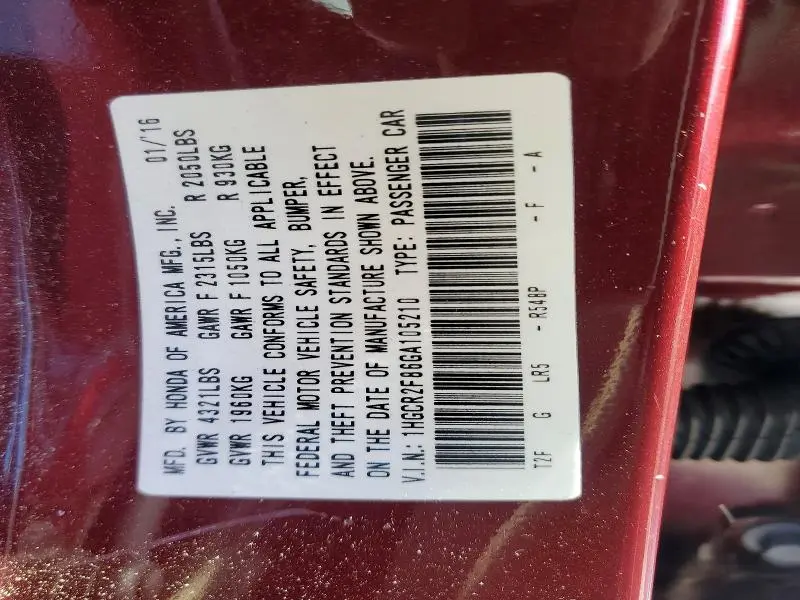 MFD. BY HONDA OF AMERICA MFG., INC. 01/'16
GVWR 4321LBS GAWR F 2315LBS R 2050LBS
GVWR 1960KG GAWR F 1050KG R 930KG
THIS VEHICLE CONFORMS TO ALL APPLICABLE
FEDERAL MOTOR VEHICLE SAFETY, BUMPER,
AND THEFT PREVENTION STANDARDS IN EFFECT
ON THE DATE OF MANUFACTURE SHOWN ABOVE.
V.I.N.: 1HGCR2F86GA105210 TYPE: PASSENGER CAR
T2F G LR5 - R548P - F - A